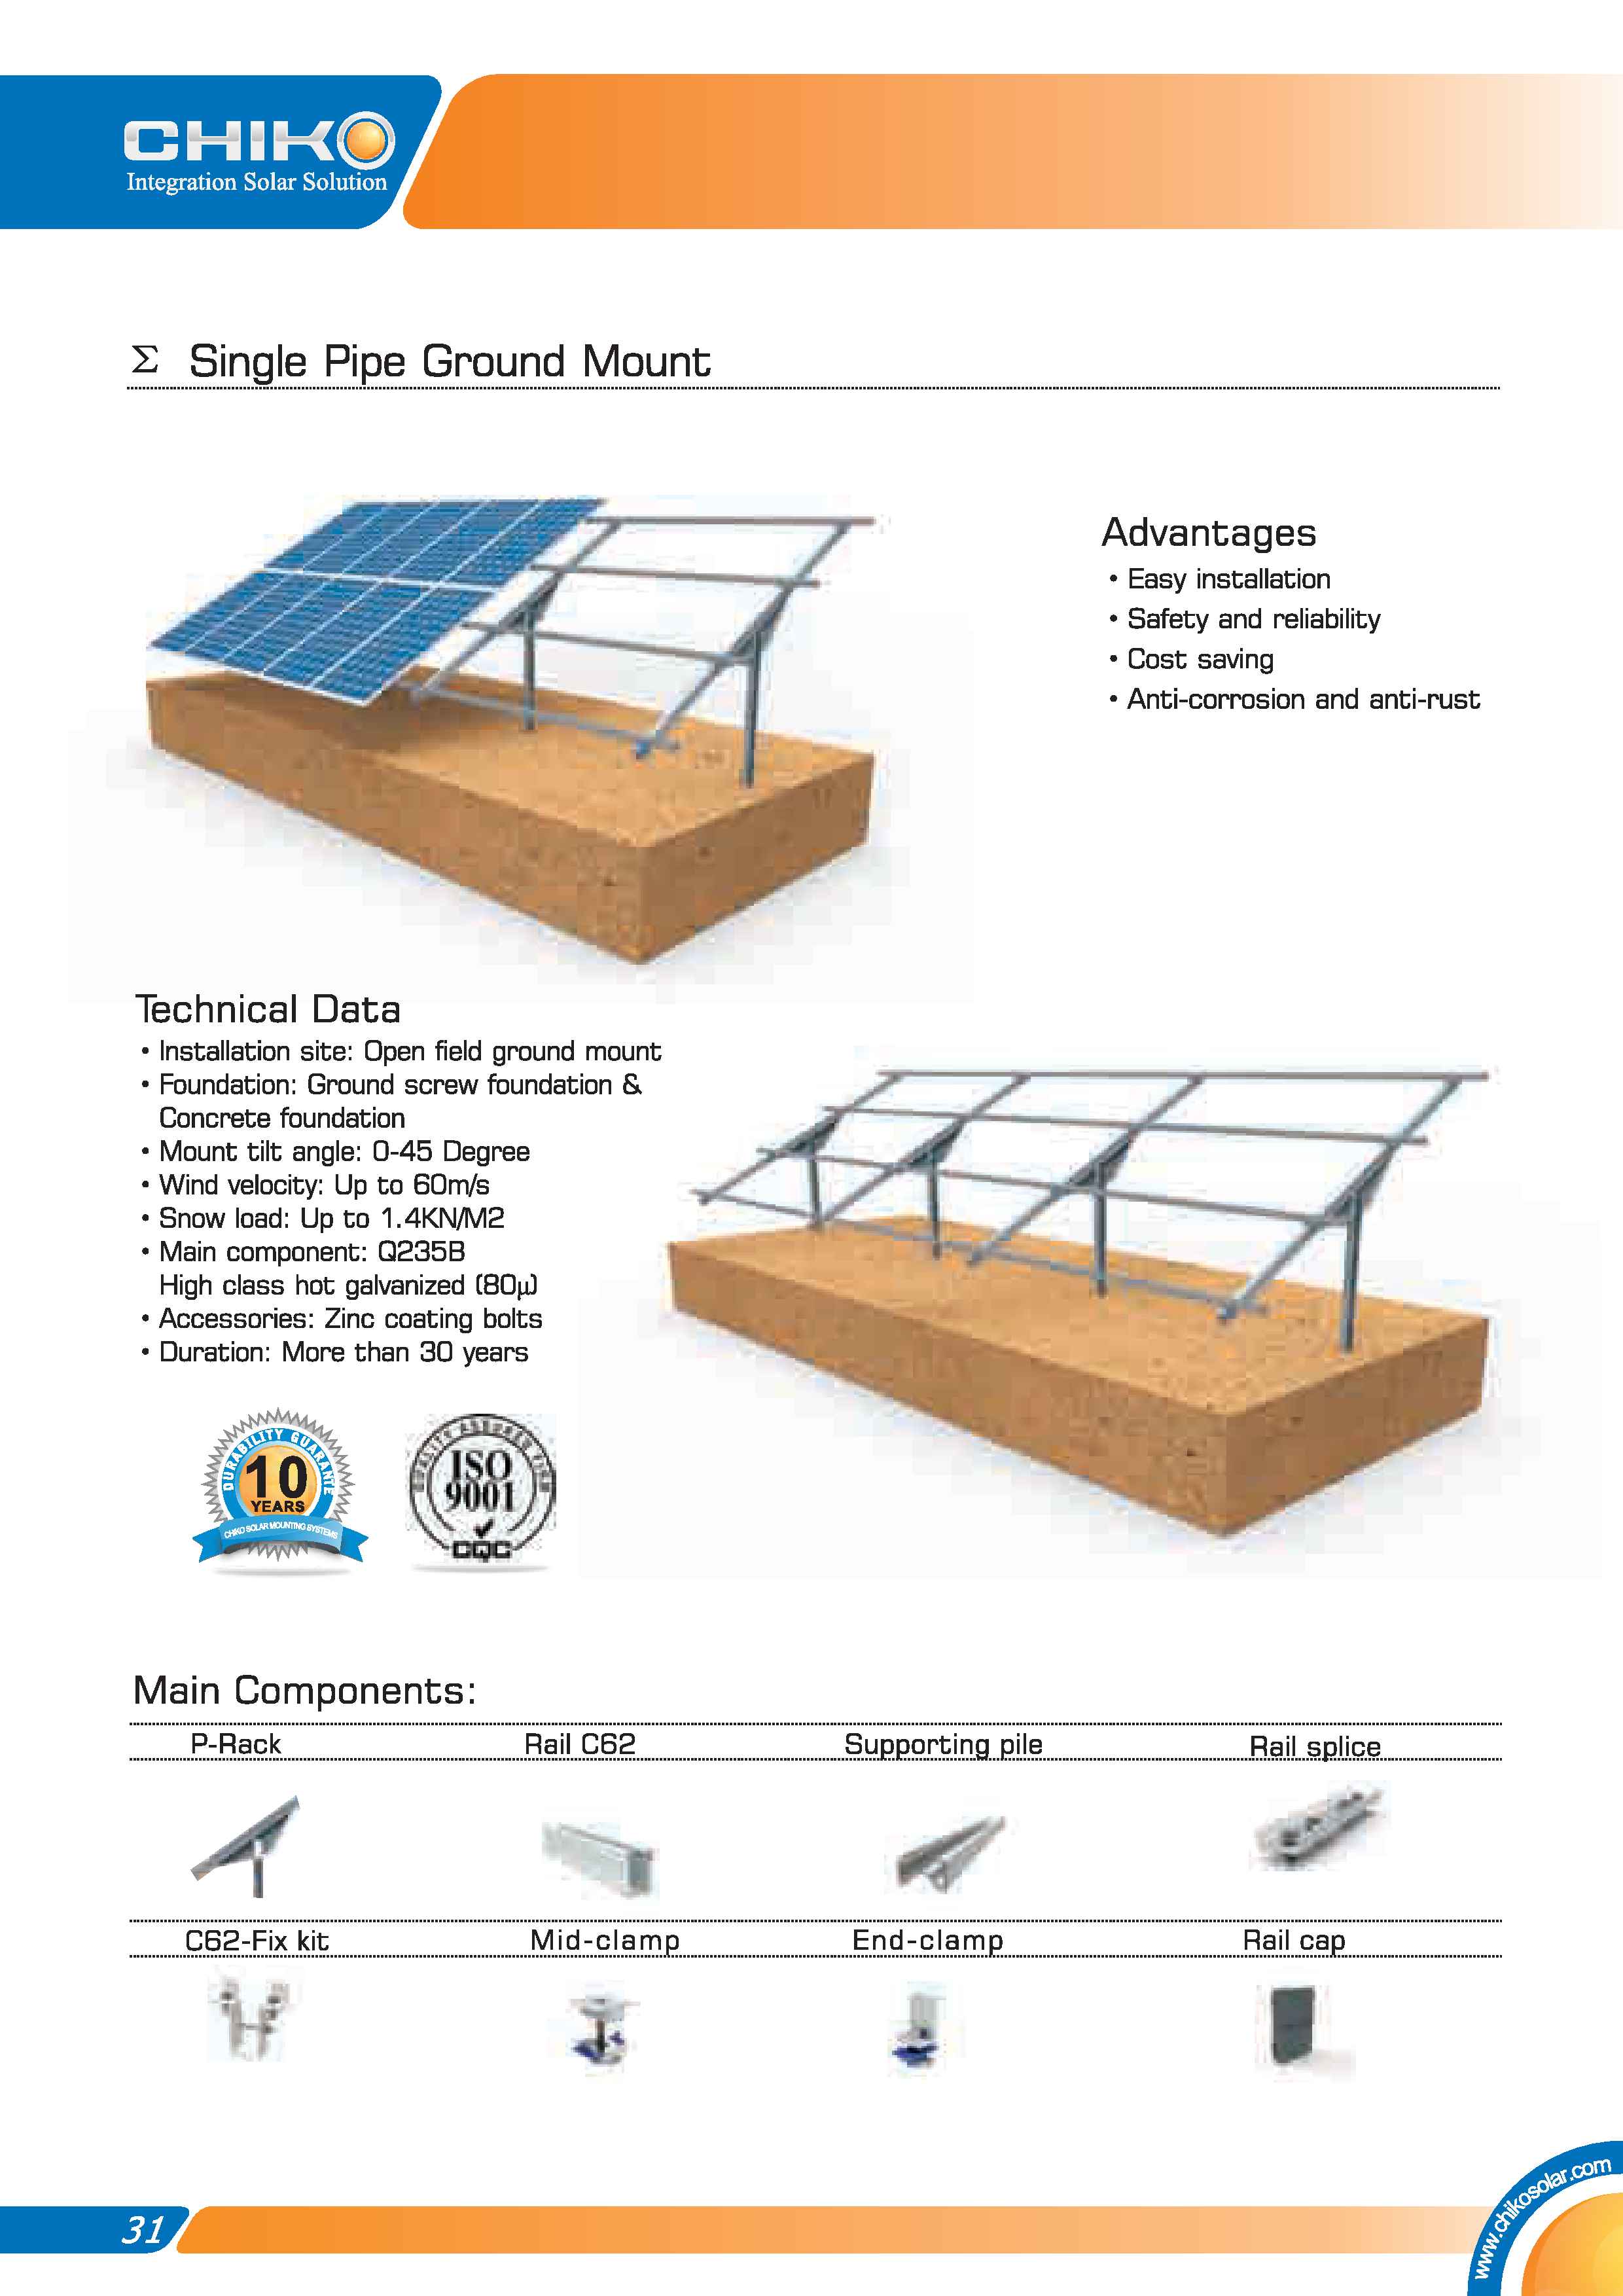 CHIKO
Integration Solar Solution
Σ Single Pipe Ground Mount
Advantages
• Easy installation
• Safety and reliability
• Cost saving
• Anti-corrosion and anti-rust
Technical Data
• Installation site: Open field ground mount
• Foundation: Ground screw foundation &
Concrete foundation
• Mount tilt angle: 0-45 Degree
• Wind velocity: Up to 60m/s
• Snow load: Up to 1.4KN/M2
• Main component: Q235B
High class hot galvanized (80μ)
• Accessories: Zinc coating bolts
• Duration: More than 30 years
DURABILITY GUARANTE
10
YEARS
CHIKO SOLAR MOUNTING SYSTEMS
QUALITY ASSURED FIRM
ISO
9001
CQC
Main Components:
P-Rack Rail C62 Supporting pile Rail splice
C62-Fix kit Mid-clamp End-clamp Rail cap
31
www.chikosolar.com